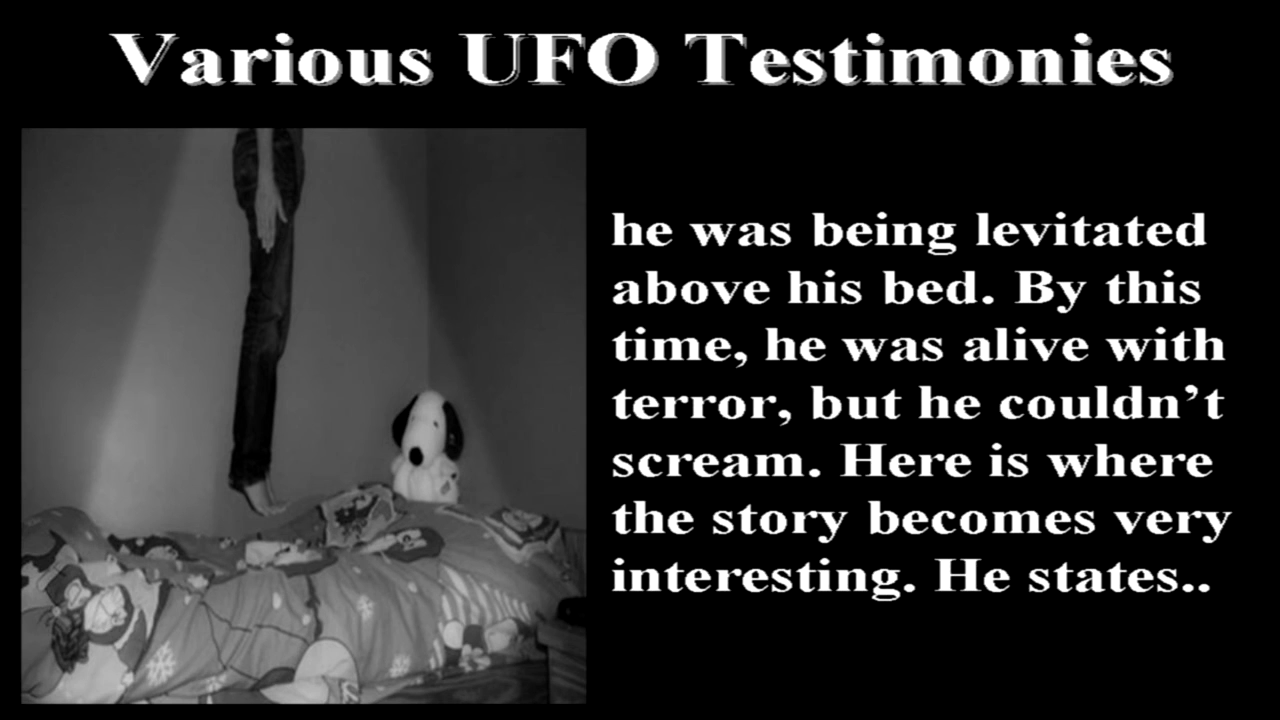 Various UFO Testimonies
he was being levitated
above his bed. By this
time, he was alive with
terror, but he couldn’t
scream. Here is where
the story becomes very
interesting. He states..